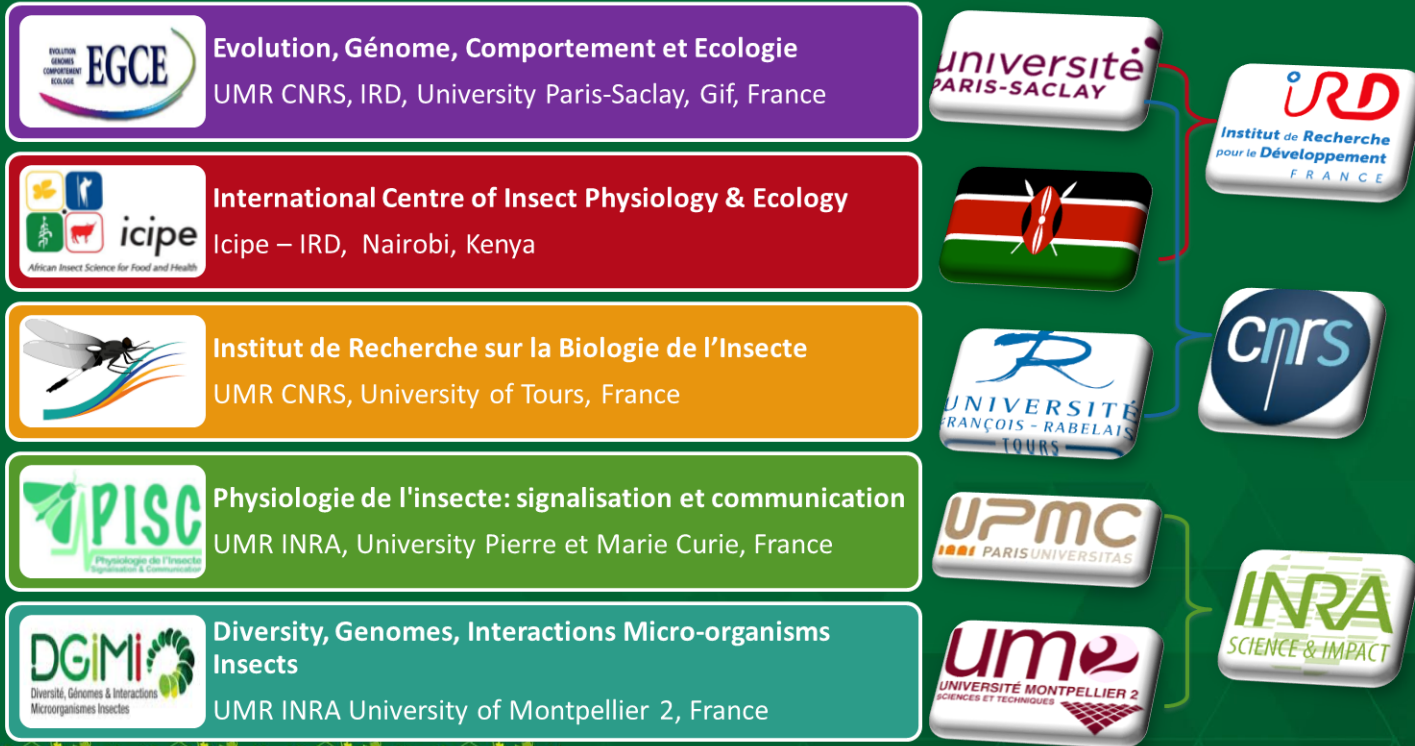 EVOLUTION
GENOMES
COMPORTEMENT
ECOLOGIE
EGCE
Evolution, Génome, Comportement et Ecologie
UMR CNRS, IRD, University Paris-Saclay, Gif, France
icipe
African Insect Science for Food and Health
International Centre of Insect Physiology & Ecology
Icipe – IRD, Nairobi, Kenya
Institut de Recherche sur la Biologie de l’Insecte
UMR CNRS, University of Tours, France
PISC
Physiologie de l'Insecte
Signalisation & Communication
Physiologie de l'insecte: signalisation et communication
UMR INRA, University Pierre et Marie Curie, France
DGiMi
Diversité, Génomes & Interactions
Microorganismes Insectes
Diversity, Genomes, Interactions Micro-organisms
Insects
UMR INRA University of Montpellier 2, France
université
PARIS-SACLAY
UNIVERSITÉ
FRANÇOIS - RABELAIS
TOURS
UPMC
PARISUNIVERSITAS
um2
UNIVERSITÉ MONTPELLIER 2
SCIENCES ET TECHNIQUES
IRD
Institut de Recherche
pour le Développement
FRANCE
cnrs
INRA
SCIENCE & IMPACT